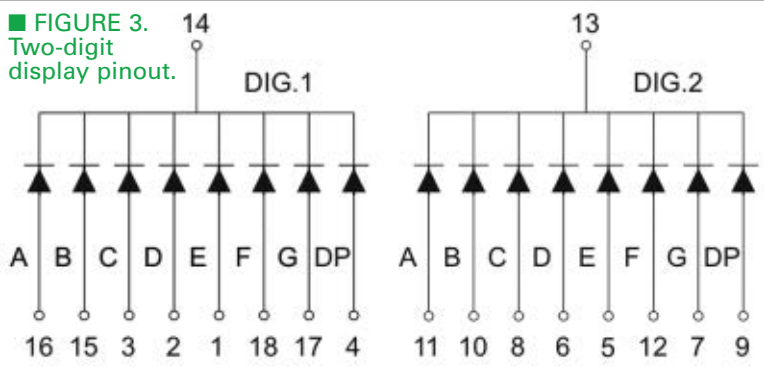 ■ FIGURE 3.
Two-digit
display pinout.
14
DIG.1
A B C D E F G DP
16 15 3 2 1 18 17 4
13
DIG.2
A B C D E F G DP
11 10 8 6 5 12 7 9